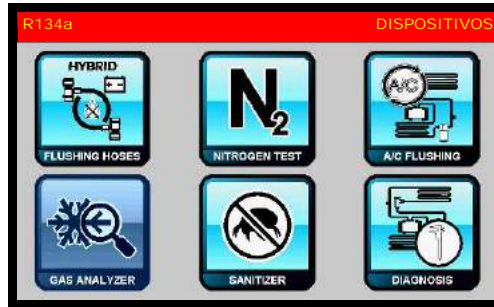 R134a DISPOSITIVOS
HYBRID
FLUSHING HOSES
N2
NITROGEN TEST
A/C
A/C FLUSHING
GAS ANALYZER
SANITIZER
DIAGNOSIS